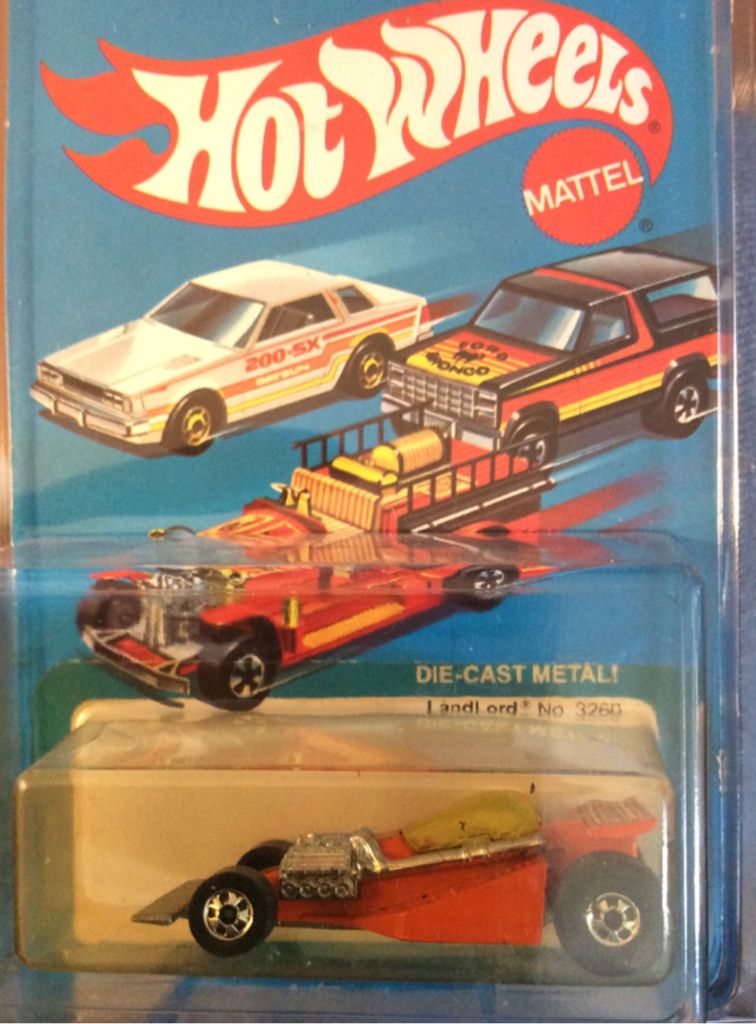 HOT WHEELS®
MATTEL®
200-SX
DATSUN
FORD
BRONCO
DIE-CAST METAL!
LandLord® No. 3260